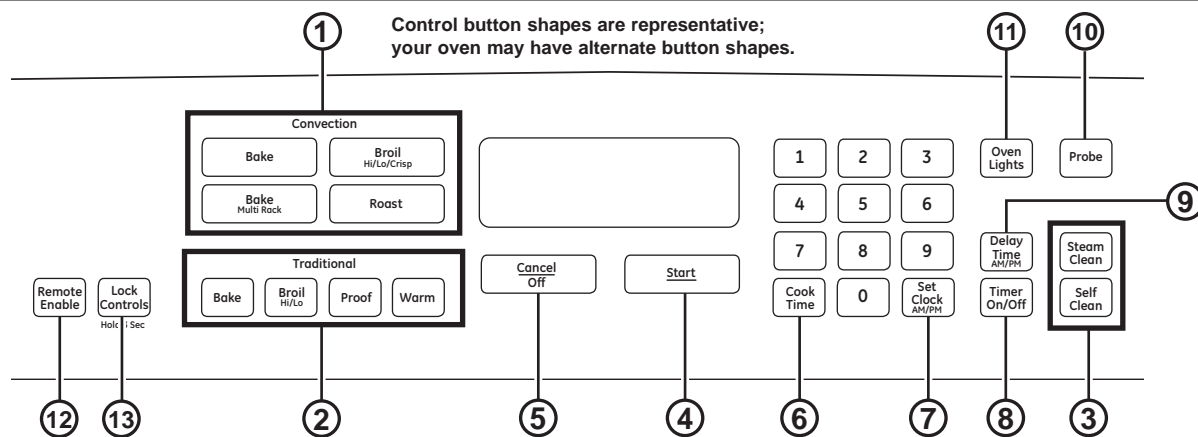 Control button shapes are representative;
your oven may have alternate button shapes.
1
11
10
Convection
Bake
Broil
Hi/Lo/Crisp
Bake
Multi Rack
Roast
1 2 3
4 5 6
7 8 9
0
Oven
Lights
Probe
9
Delay
Time
AM/PM
Steam
Clean
Traditional
Bake
Broil
Hi/Lo
Proof
Warm
Cancel
Off
Start
Remote
Enable
Lock
Controls
Sec
Cook
Time
Set
Clock
AM/PM
Timer
On/Off
Self
Clean
12
13
2
5
4
6
7
8
3